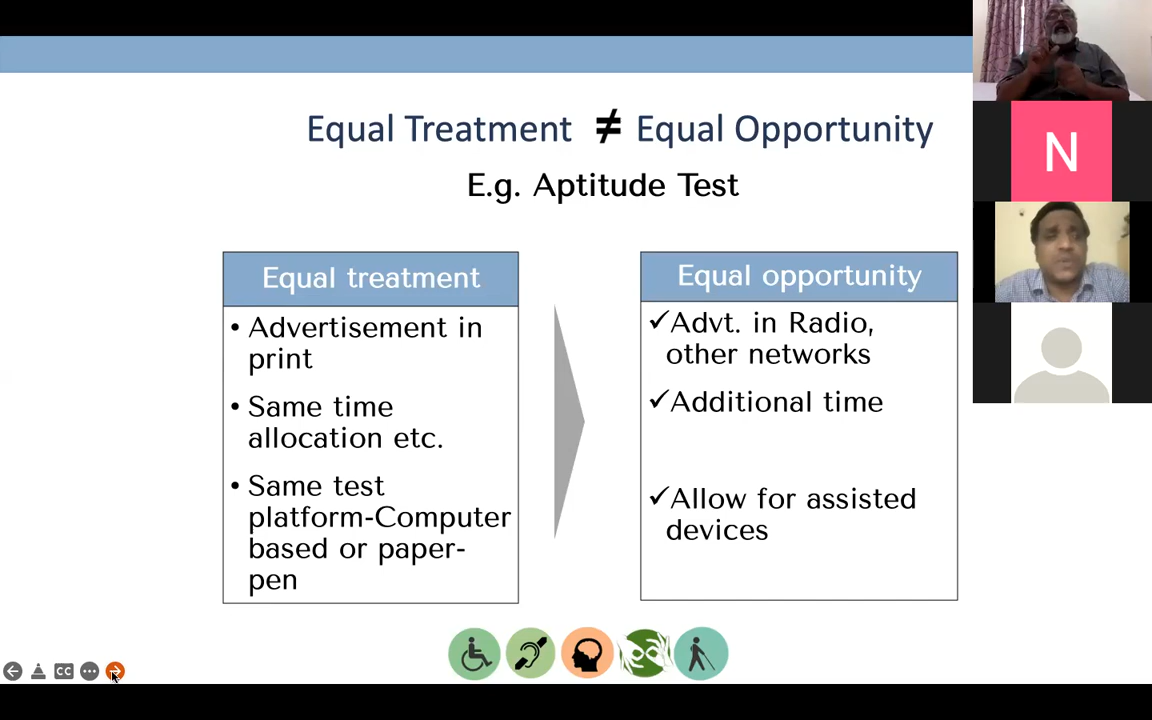 Equal Treatment ≠ Equal Opportunity
E.g. Aptitude Test
Equal treatment
• Advertisement in
print
• Same time
allocation etc.
• Same test
platform-Computer
based or paper-
pen
Equal opportunity
✓Advt. in Radio,
other networks
✓Additional time
✓Allow for assisted
devices
N
CC